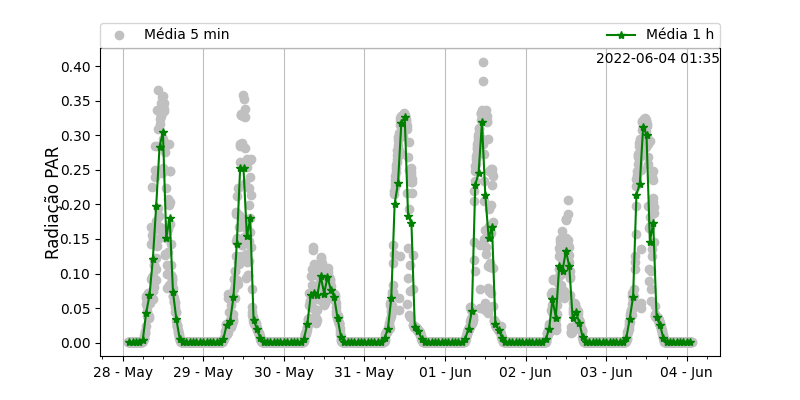 Média 5 min
Média 1 h
2022-06-04 01:35
0.40
0.35
0.30
0.25
0.20
0.15
0.10
0.05
0.00
Radiação PAR
28 - May
29 - May
30 - May
31 - May
01 - Jun
02 - Jun
03 - Jun
04 - Jun